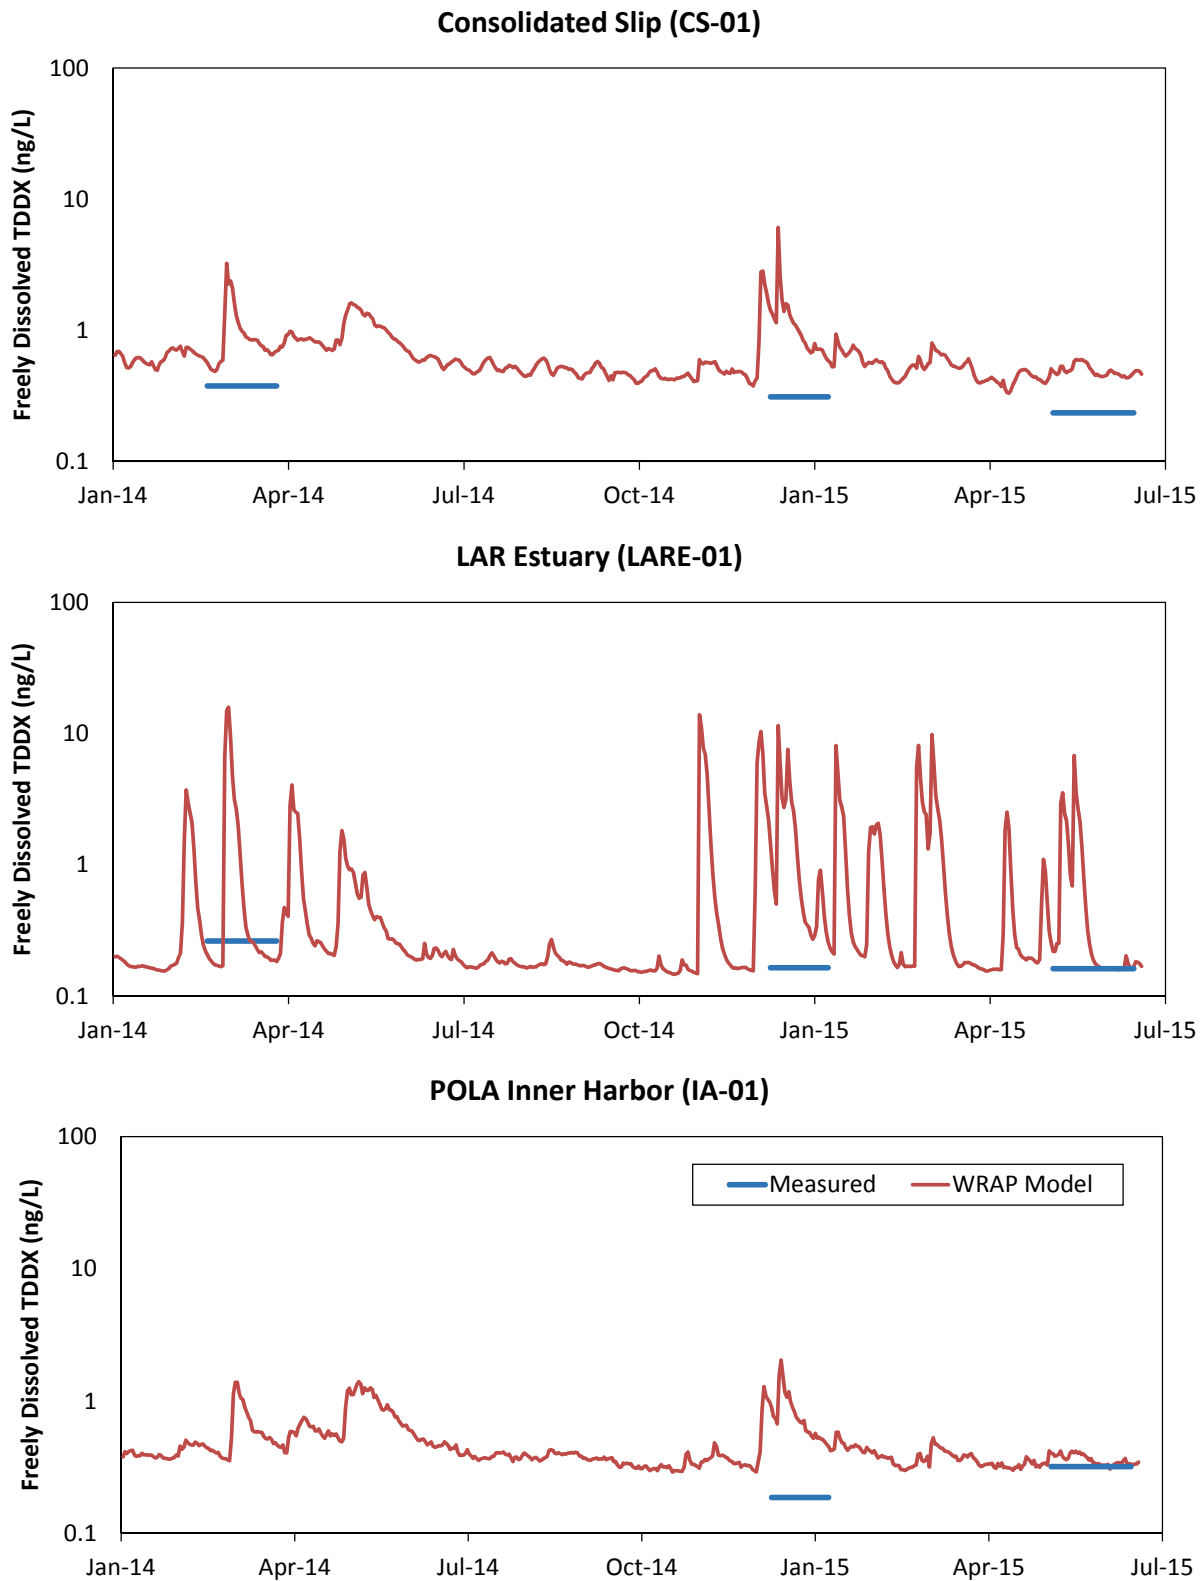 Consolidated Slip (CS-01)
Freely Dissolved TDDX (ng/L)
100
10
1
0.1
Jan-14 Apr-14 Jul-14 Oct-14 Jan-15 Apr-15 Jul-15
LAR Estuary (LARE-01)
Freely Dissolved TDDX (ng/L)
100
10
1
0.1
Jan-14 Apr-14 Jul-14 Oct-14 Jan-15 Apr-15 Jul-15
POLA Inner Harbor (IA-01)
Freely Dissolved TDDX (ng/L)
100
Measured WRAP Model
10
1
0.1
Jan-14 Apr-14 Jul-14 Oct-14 Jan-15 Apr-15 Jul-15